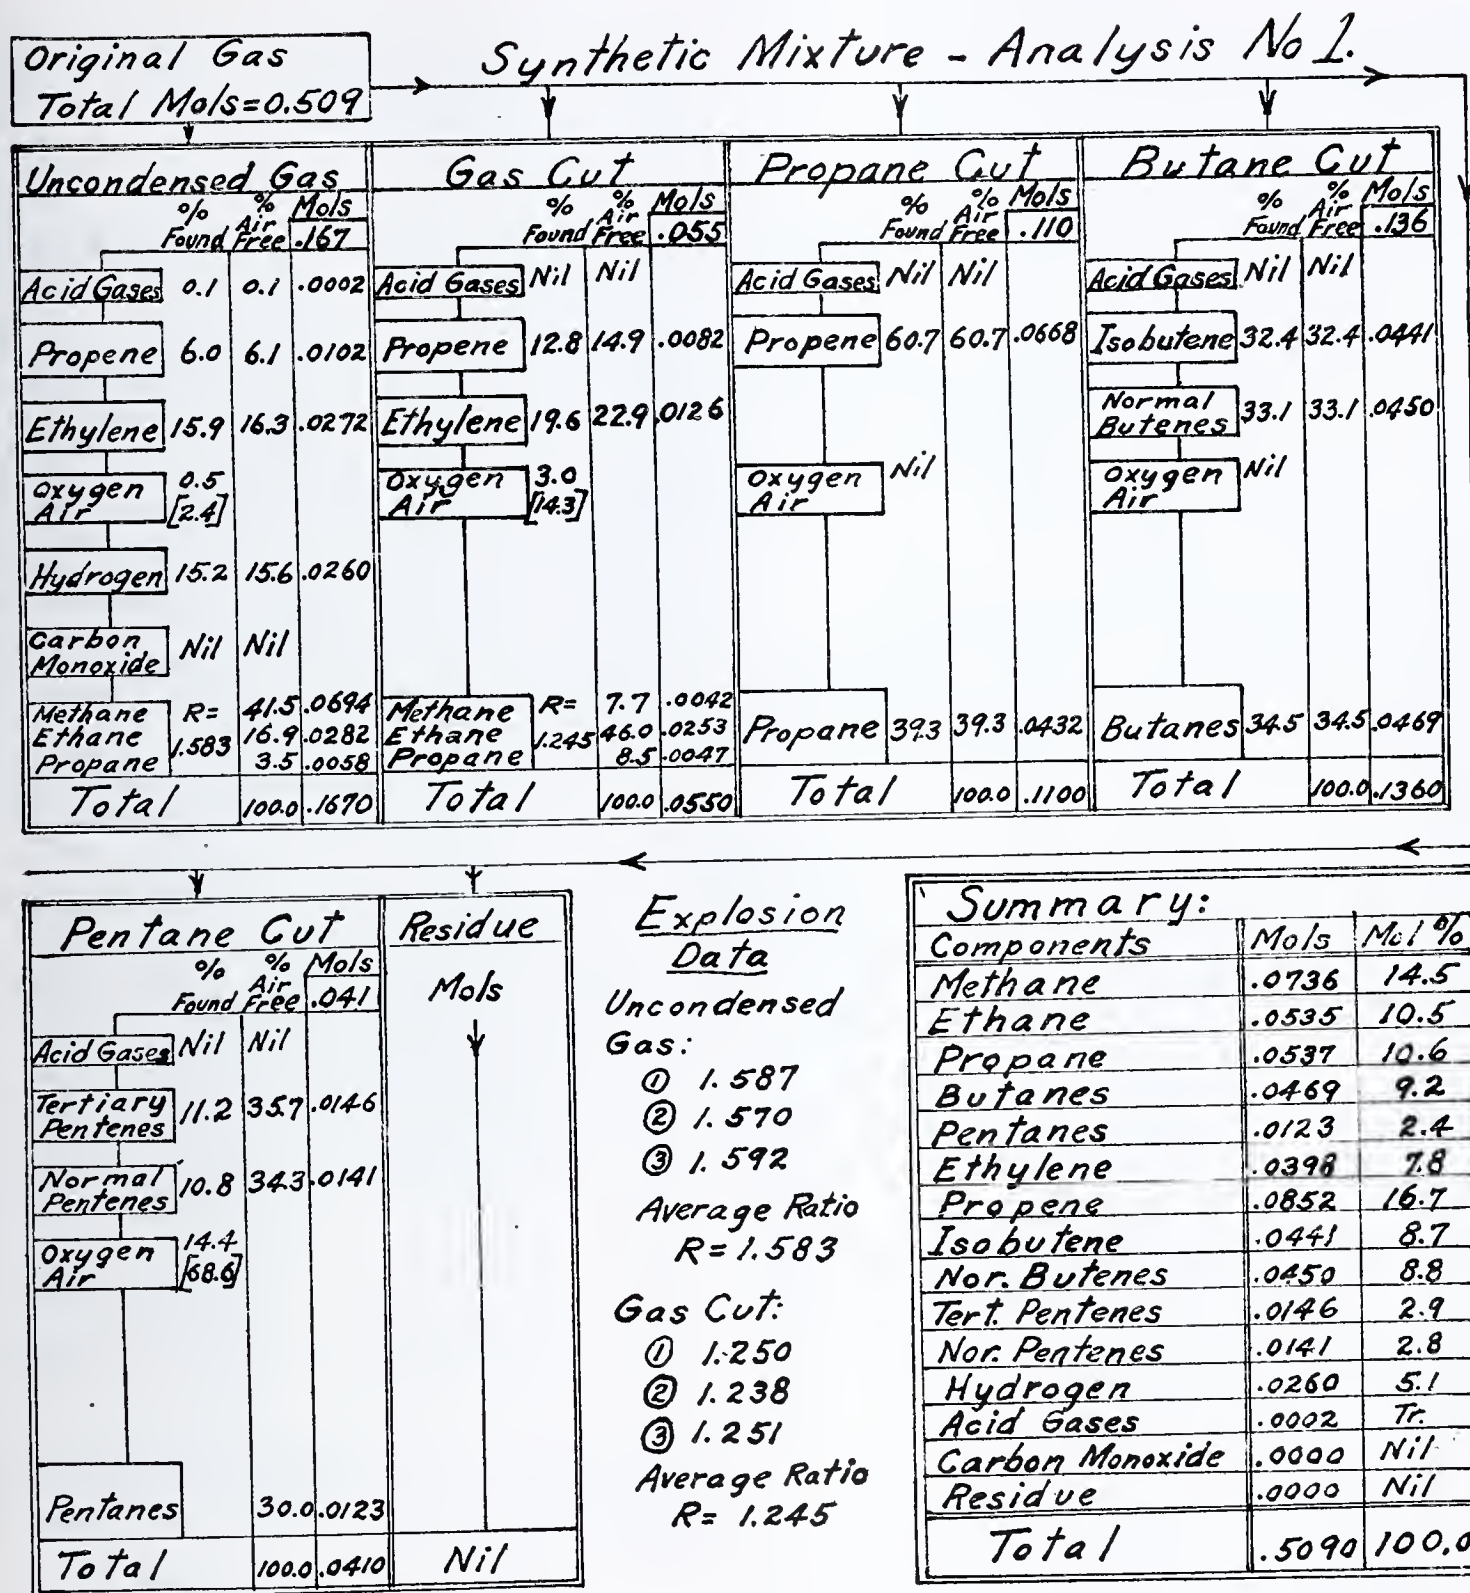 Original Gas
Total Mols=0.509
Synthetic Mixture - Analysis No 1.
Uncondensed Gas
% Found % Air Free Mols .167
Acid Gases 0.1 0.1 .0002
Propene 6.0 6.1 .0102
Ethylene 15.9 16.3 .0272
Oxygen 0.5
Air [2.4]
Hydrogen 15.2 15.6 .0260
Carbon Monoxide Nil Nil
Methane R= 41.5 .0694
Ethane 1.583 16.9 .0282
Propane 3.5 .0058
Total 100.0 .1670
Gas Cut
% Found % Air Free Mols .055
Acid Gases Nil Nil
Propene 12.8 14.9 .0082
Ethylene 19.6 22.9 .0126
Oxygen 3.0
Air [14.3]
Methane R= 7.7 .0042
Ethane 1.245 46.0 .0253
Propane 8.5 .0047
Total 100.0 .0550
Propane Cut
% Found % Air Free Mols .110
Acid Gases Nil Nil
Propene 60.7 60.7 .0668
Oxygen Nil
Air
Propane 39.3 39.3 .0432
Total 100.0 .1100
Butane Cut
% Found % Air Free Mols .136
Acid Gases Nil Nil
Isobutene 32.4 32.4 .0441
Normal Butenes 33.1 33.1 .0450
Oxygen Nil
Air
Butanes 34.5 34.5 .0469
Total 100.0 .1360
Pentane Cut
% Found % Air Free Mols .041
Acid Gases Nil Nil
Tertiary Pentenes 11.2 35.7 .0146
Normal Pentenes 10.8 34.3 .0141
Oxygen 14.4
Air [68.6]
Pentanes 30.0 .0123
Total 100.0 .0410
Residue
Mols
Nil
Explosion
Data
Uncondensed
Gas:
① 1.587
② 1.570
③ 1.592
Average Ratio
R= 1.583
Gas Cut:
① 1.250
② 1.238
③ 1.251
Average Ratio
R= 1.245
Summary:
Components Mols Mol %
Methane .0736 14.5
Ethane .0535 10.5
Propane .0537 10.6
Butanes .0469 9.2
Pentanes .0123 2.4
Ethylene .0398 7.8
Propene .0852 16.7
Isobutene .0441 8.7
Nor. Butenes .0450 8.8
Tert. Pentenes .0146 2.9
Nor. Pentenes .0141 2.8
Hydrogen .0260 5.1
Acid Gases .0002 Tr.
Carbon Monoxide .0000 Nil
Residue .0000 Nil
Total .5090 100.0